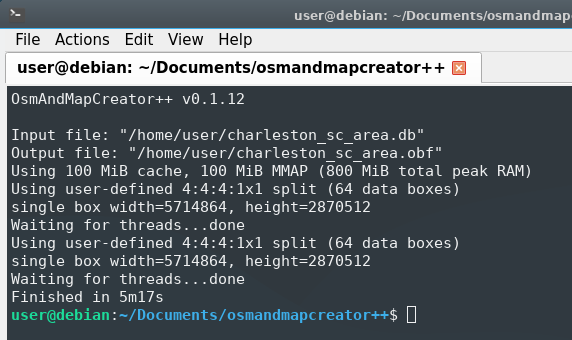 user@debian: ~/Documents/osmandmap
File Actions Edit View Help
user@debian: ~/Documents/osmandmapcreator++
OsmAndMapCreator++ v0.1.12
Input file: "/home/user/charleston_sc_area.db"
Output file: "/home/user/charleston_sc_area.obf"
Using 100 MiB cache, 100 MiB MMAP (800 MiB total peak RAM)
Using user-defined 4:4:4:1x1 split (64 data boxes)
single box width=5714864, height=2870512
Waiting for threads...done
Using user-defined 4:4:4:1x1 split (64 data boxes)
single box width=5714864, height=2870512
Waiting for threads...done
Finished in 5m17s
user@debian:~/Documents/osmandmapcreator++$